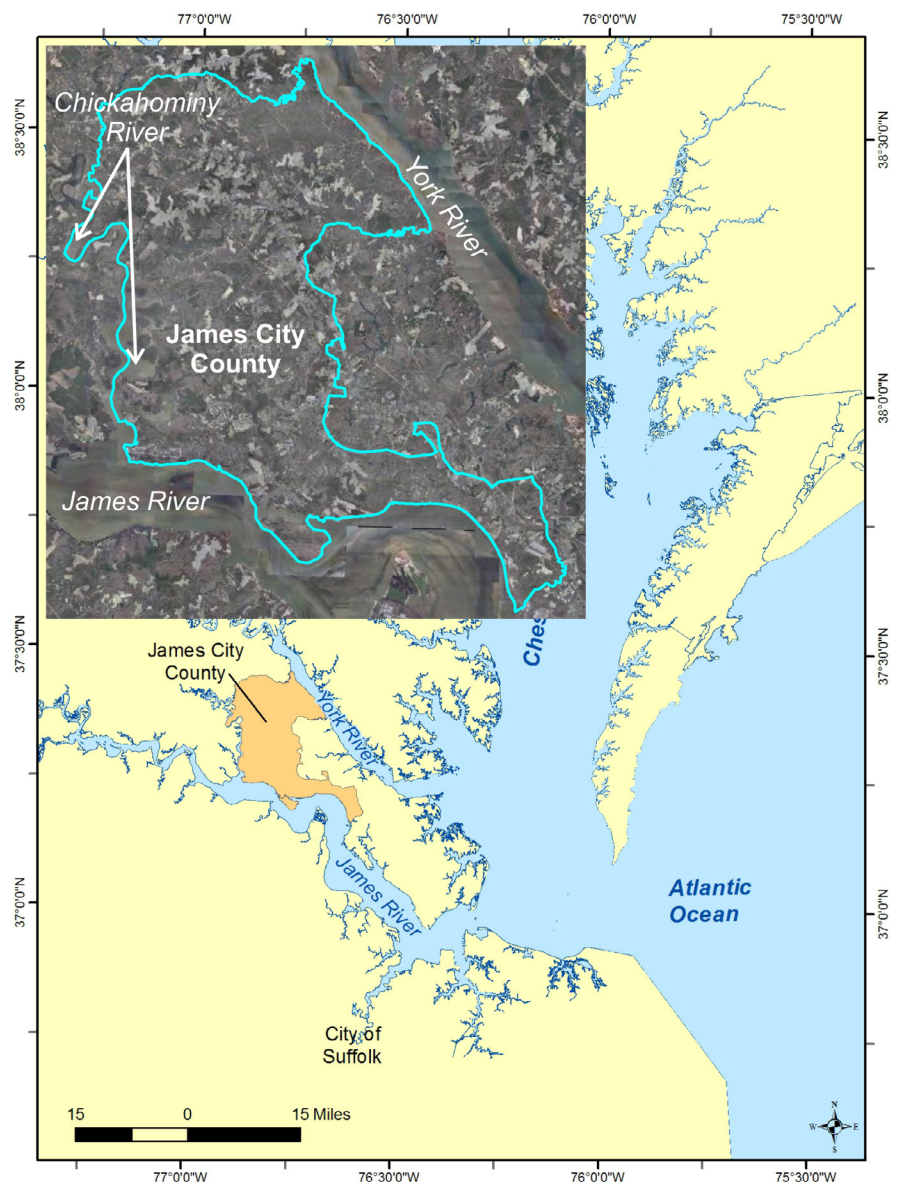 77°0'0"W
76°30'0"W
76°0'0"W
75°30'0"W
38°30'0"N
38°30'0"N
38°0'0"N
38°0'0"N
37°30'0"N
37°30'0"N
37°0'0"N
37°0'0"N
Chickahominy
River
York River
James City
County
James River
Ches
James City
County
York River
James River
Atlantic
Ocean
City of
Suffolk
15
0
15 Miles
N
W
E
S
77°0'0"W
76°30'0"W
76°0'0"W
75°30'0"W